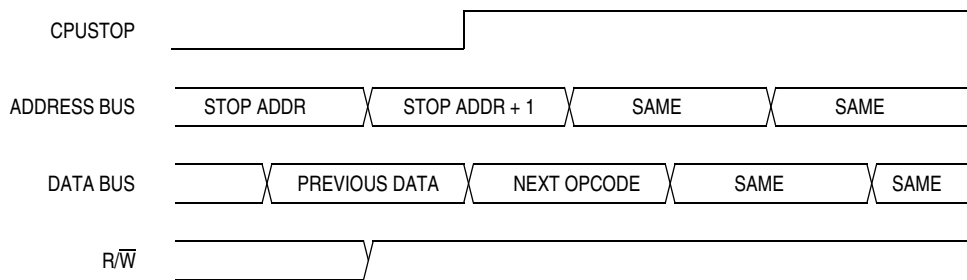 CPUSTOP
ADDRESS BUS STOP ADDR STOP ADDR + 1 SAME SAME
DATA BUS PREVIOUS DATA NEXT OPCODE SAME SAME
R/W̅